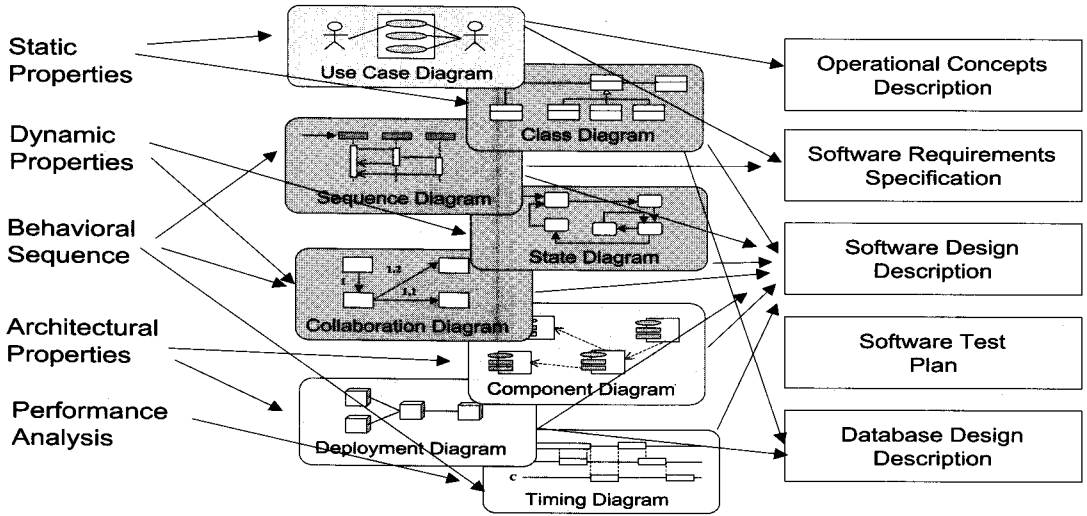 Static
Properties
Dynamic
Properties
Behavioral
Sequence
Architectural
Properties
Performance
Analysis
Use Case Diagram
Class Diagram
Sequence Diagram
State Diagram
1
1,2
1,1
Collaboration Diagram
Component Diagram
Deployment Diagram
C
Timing Diagram
Operational Concepts
Description
Software Requirements
Specification
Software Design
Description
Software Test
Plan
Database Design
Description